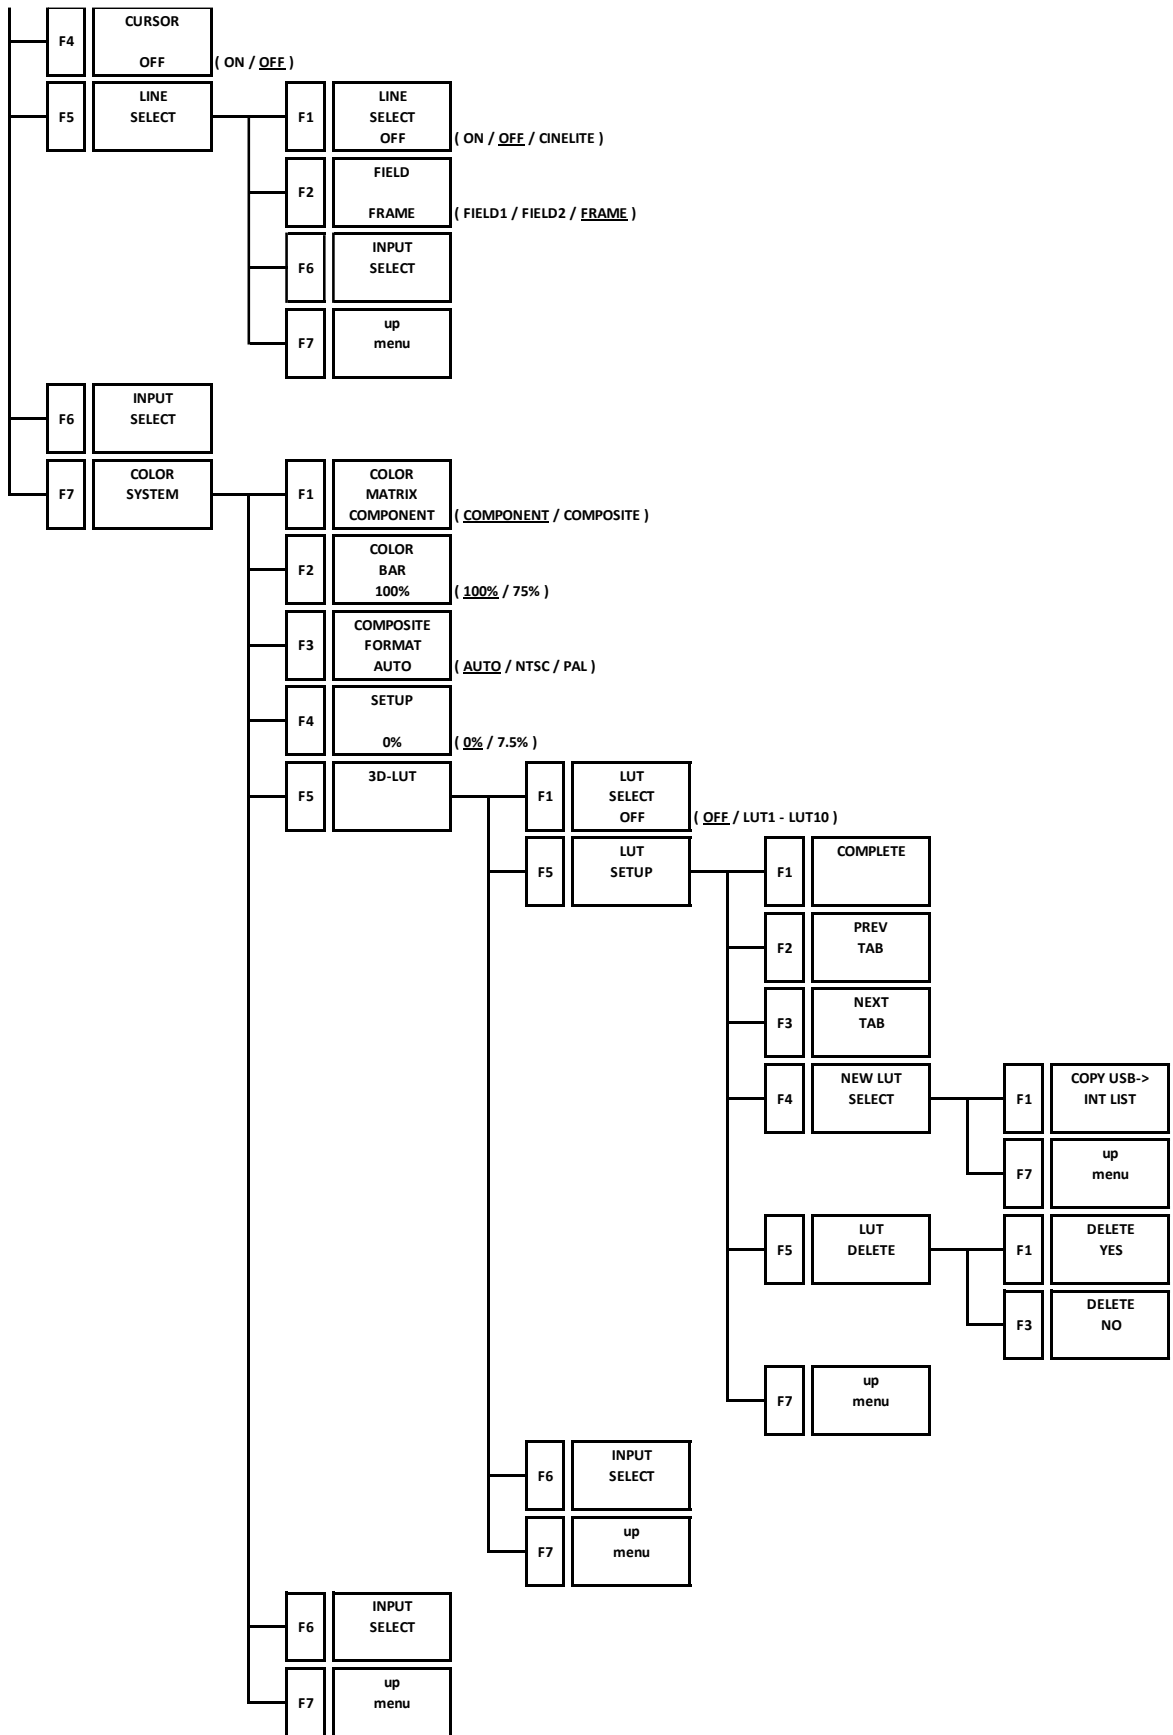 CURSOR
F4
OFF ( ON / OFF )
LINE
F5 SELECT
LINE
F1 SELECT
OFF ( ON / OFF / CINELITE )
FIELD
F2
FRAME ( FIELD1 / FIELD2 / FRAME )
INPUT
F6 SELECT
up
F7 menu
INPUT
F6 SELECT
COLOR
F7 SYSTEM
COLOR
F1 MATRIX
COMPONENT ( COMPONENT / COMPOSITE )
COLOR
F2 BAR
100% ( 100% / 75% )
COMPOSITE
F3 FORMAT
AUTO ( AUTO / NTSC / PAL )
SETUP
F4
0% ( 0% / 7.5% )
3D-LUT
F5
LUT
F1 SELECT
OFF ( OFF / LUT1 - LUT10 )
LUT
F5 SETUP
COMPLETE
F1
PREV
F2 TAB
NEXT
F3 TAB
NEW LUT
F4 SELECT
COPY USB->
F1 INT LIST
up
F7 menu
LUT
F5 DELETE
DELETE
F1 YES
DELETE
F3 NO
up
F7 menu
INPUT
F6 SELECT
up
F7 menu
INPUT
F6 SELECT
up
F7 menu